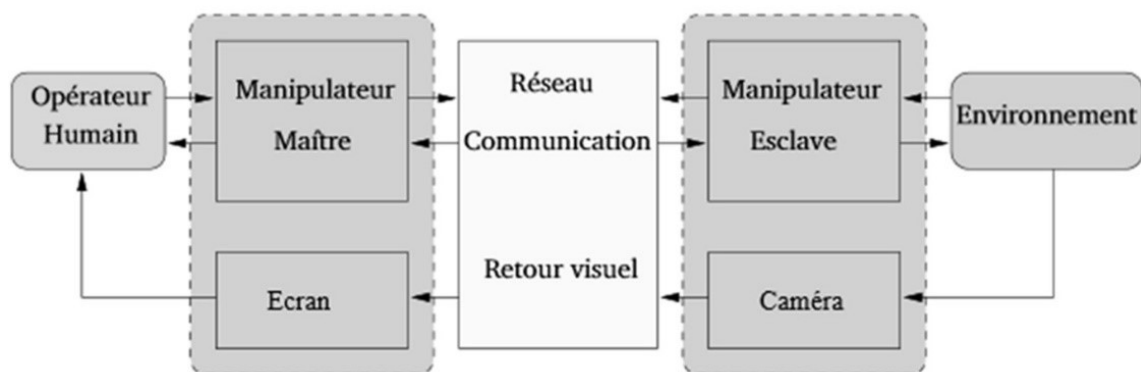 Opérateur
Humain
Manipulateur
Maître
Réseau
Communication
Manipulateur
Esclave
Environnement
Ecran
Retour visuel
Caméra